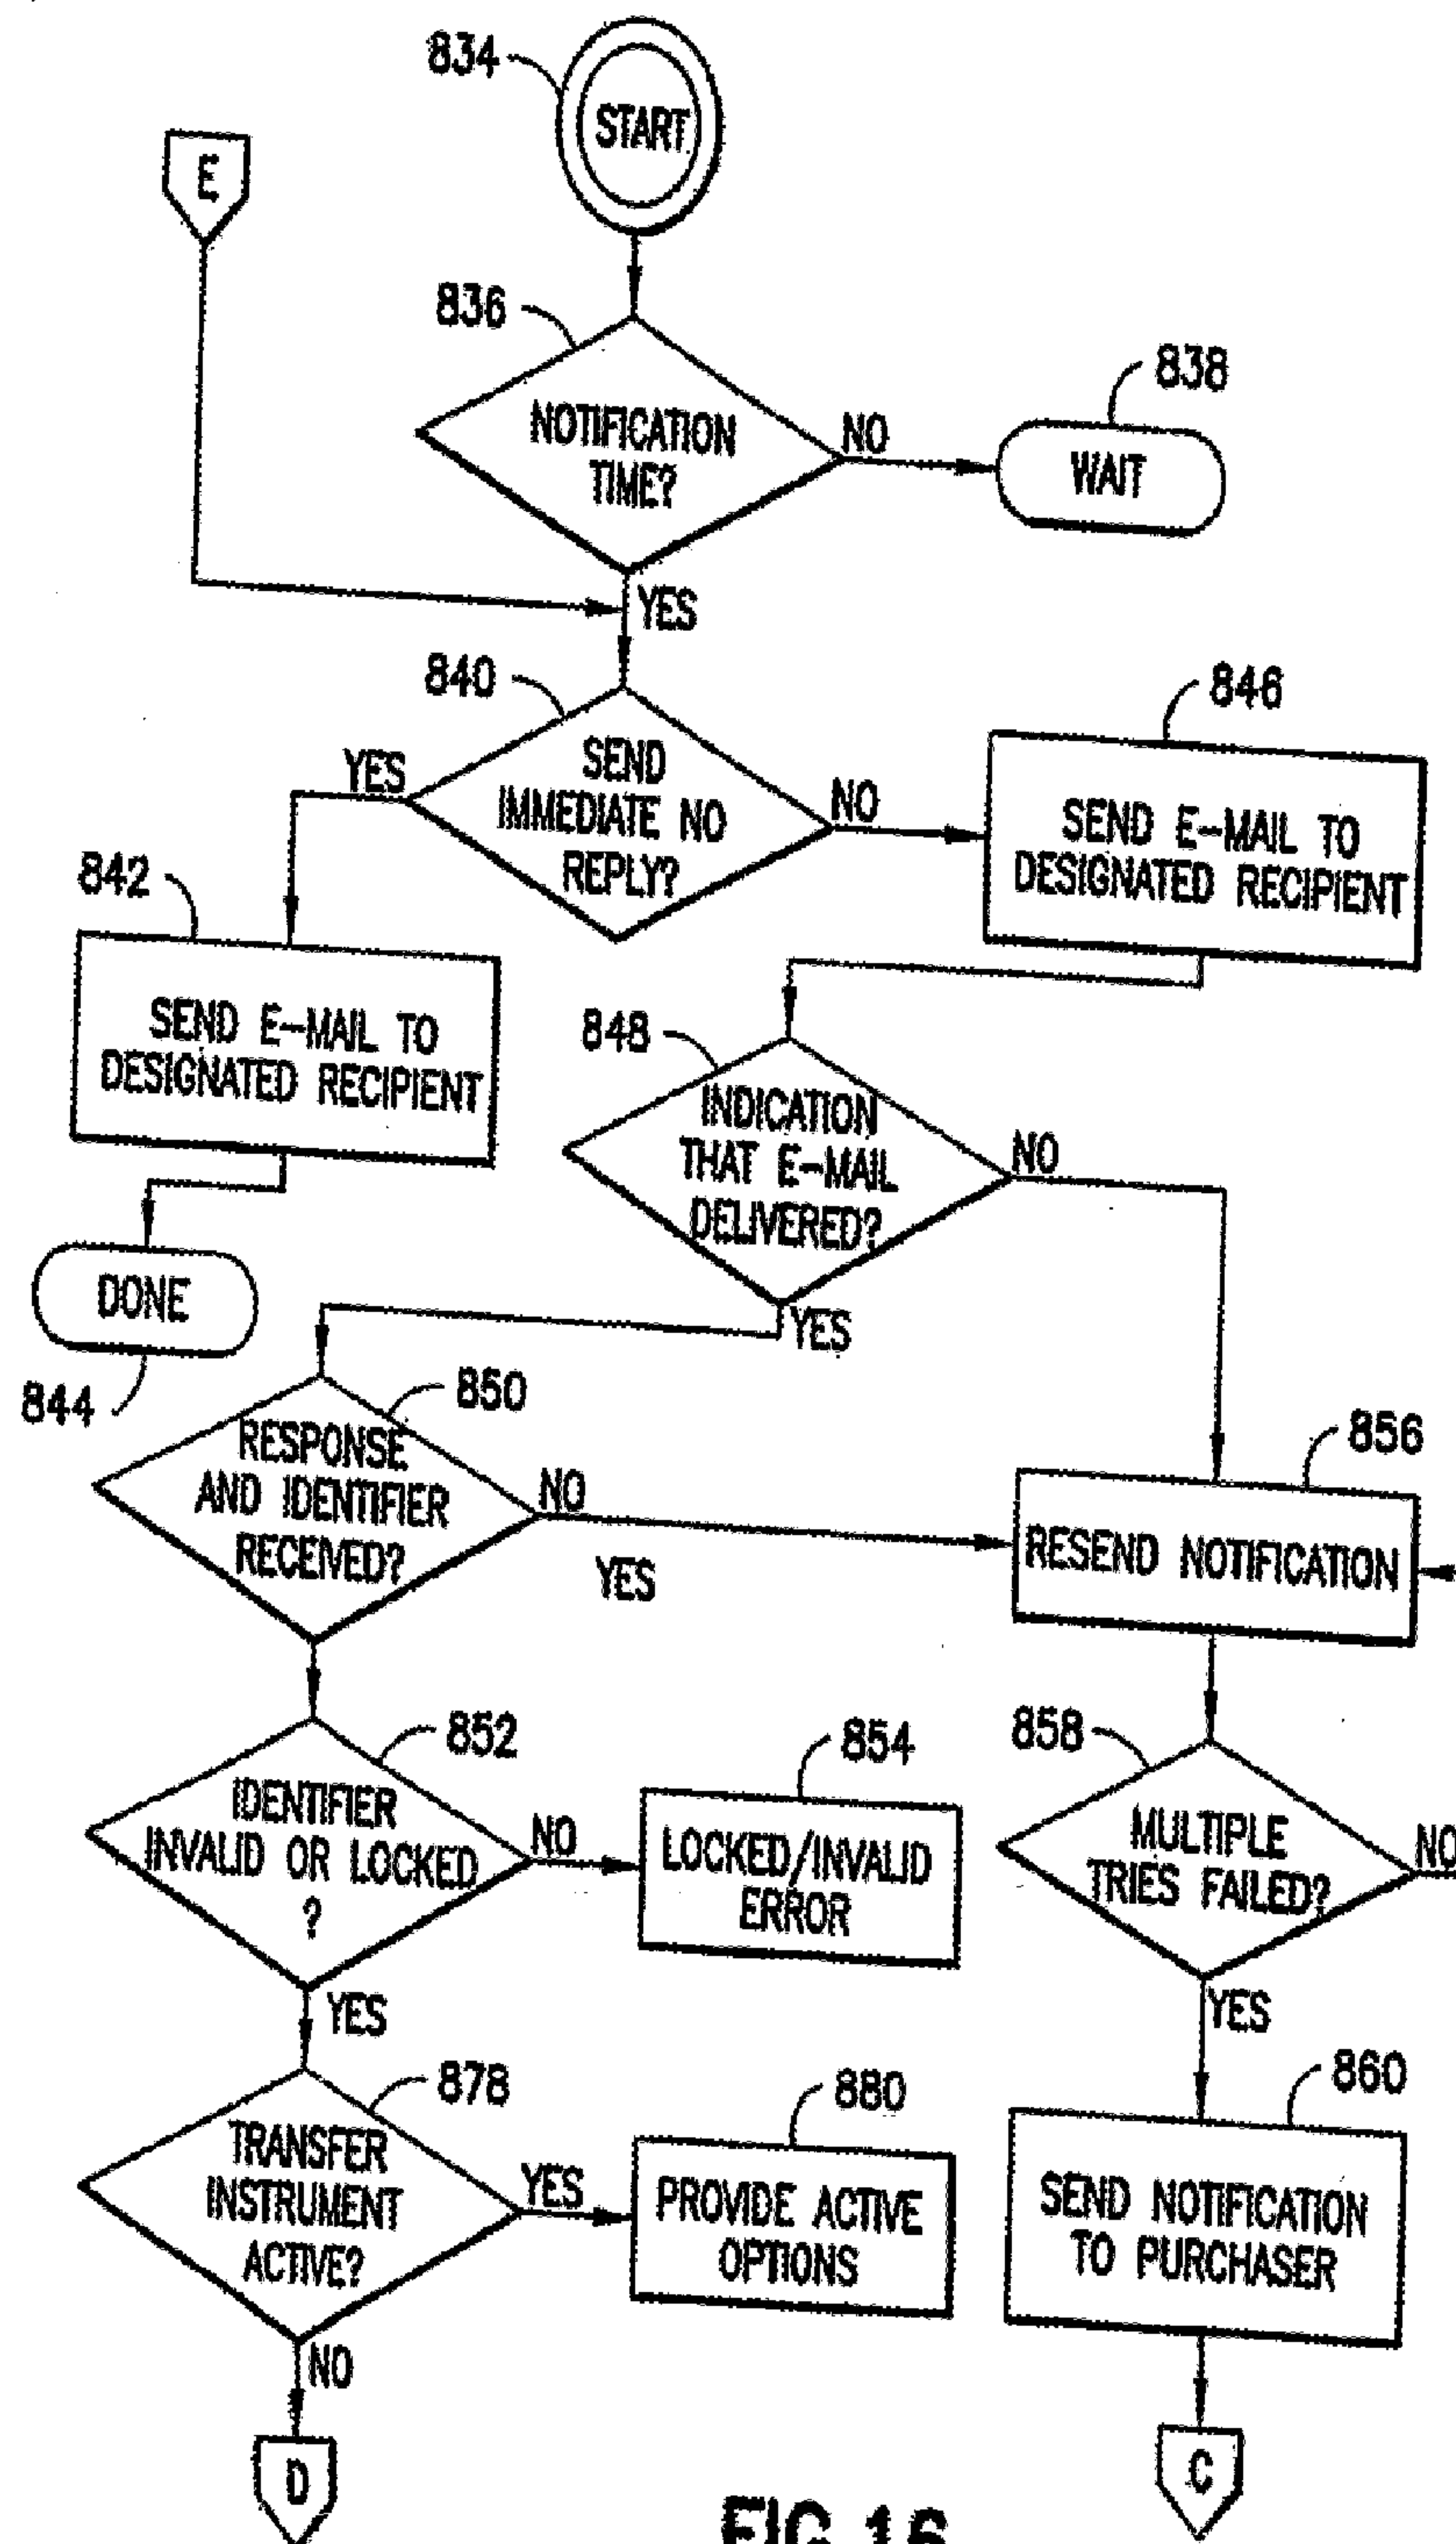 834
START
E
836
NOTIFICATION
TIME?
NO
838
WAIT
YES
840
SEND
IMMEDIATE NO
REPLY?
YES
NO
846
SEND E-MAIL TO
DESIGNATED RECIPIENT
842
SEND E-MAIL TO
DESIGNATED RECIPIENT
848
INDICATION
THAT E-MAIL
DELIVERED?
NO
YES
DONE
844
850
RESPONSE
AND IDENTIFIER
RECEIVED?
NO
YES
856
RESEND NOTIFICATION
852
IDENTIFIER
INVALID OR LOCKED
?
NO
854
LOCKED/INVALID
ERROR
858
MULTIPLE
TRIES FAILED?
NO
YES
YES
878
TRANSFER
INSTRUMENT
ACTIVE?
YES
880
PROVIDE ACTIVE
OPTIONS
860
SEND NOTIFICATION
TO PURCHASER
NO
D
C
FIG.16